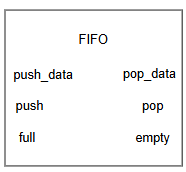 FIFO
push_data pop_data
push pop
full empty